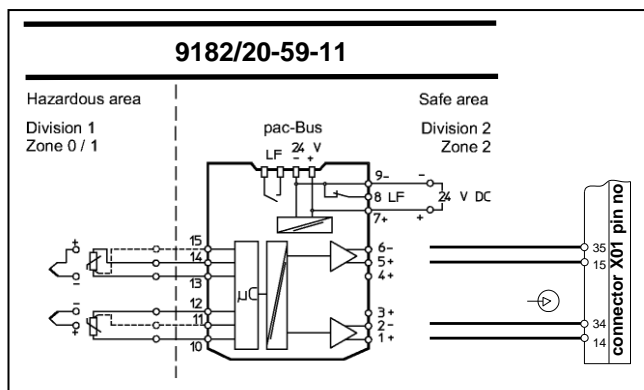 9182/20-59-11
Hazardous area
Safe area
Division 1
Zone 0 / 1
pac-Bus
Division 2
Zone 2
LF 24 V
- +
9-
8 LF
7+
-
24 V DC
+
15
14
13
12
11
10
+
-
-
+
µC
6-
5+
4+
3+
2-
1+
35
15
34
14
connector X01 pin no